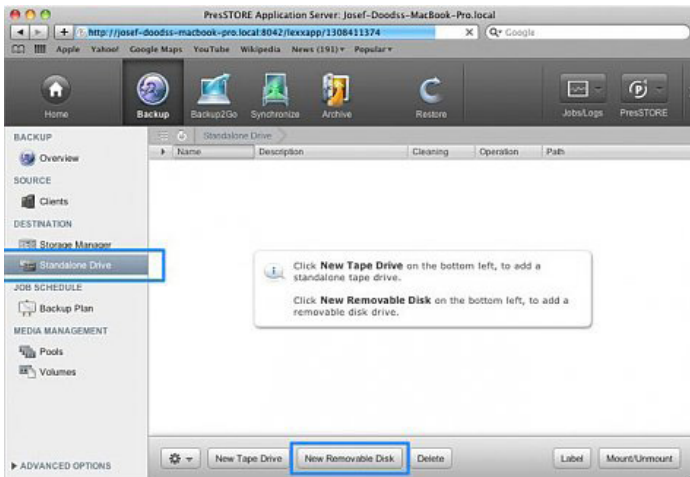 PresSTORE Application Server: Josef-Doodss-MacBook-Pro.local
http://josef-doodss-macbook-pro.local:8042/lexxapp/1308411374
Google
Apple Yahoo! Google Maps YouTube Wikipedia News (191) Popular
Home Backup Backup2Go Synchronize Archive Restore Jobs/Logs PresSTORE
BACKUP
Overview
SOURCE
Clients
DESTINATION
Storage Manager
Standalone Drive
JOB SCHEDULE
Backup Plan
MEDIA MANAGEMENT
Pools
Volumes
ADVANCED OPTIONS
Standalone Drive
Name Description Cleaning Operation Path
Click New Tape Drive on the bottom left, to add a
standalone tape drive.
Click New Removable Disk on the bottom left, to add a
removable disk drive.
New Tape Drive New Removable Disk Delete Label Mount/Unmount